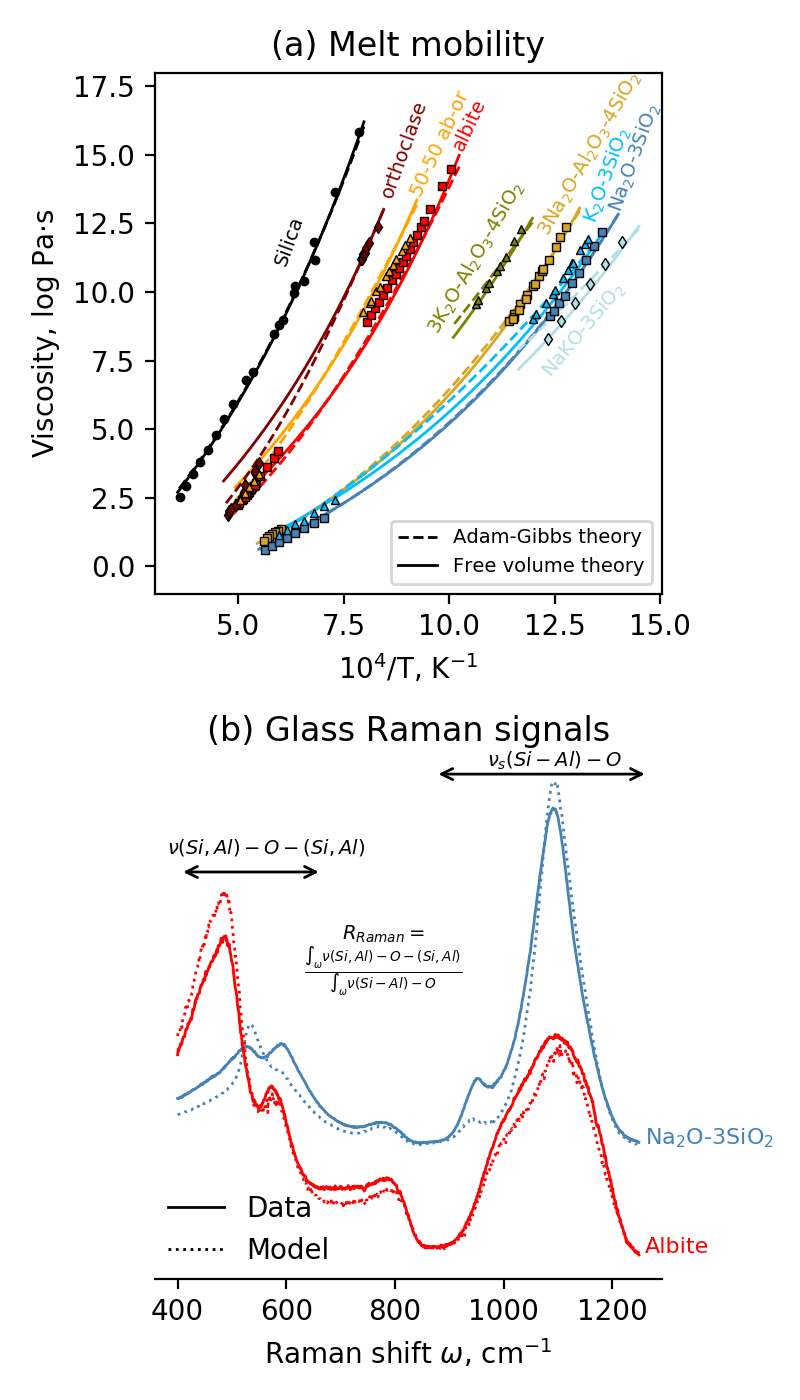 (a) Melt mobility
Viscosity, log Pa·s
17.5
15.0
12.5
10.0
7.5
5.0
2.5
0.0
Silica
orthoclase
50-50 ab-or
albite
3K₂O-Al₂O₃-4SiO₂
3Na₂O-Al₂O₃-4SiO₂
K₂O-3SiO₂
Na₂O-3SiO₂
NaKO-3SiO₂
Adam-Gibbs theory
Free volume theory
5.0 7.5 10.0 12.5 15.0
10⁴/T, K⁻¹
(b) Glass Raman signals
νₛ(Si − Al) − O
ν(Si, Al) − O − (Si, Al)
R_Raman =
∫_ω ν(Si, Al) − O − (Si, Al)
∫_ω ν(Si − Al) − O
Na₂O-3SiO₂
Albite
Data
Model
400 600 800 1000 1200
Raman shift ω, cm⁻¹